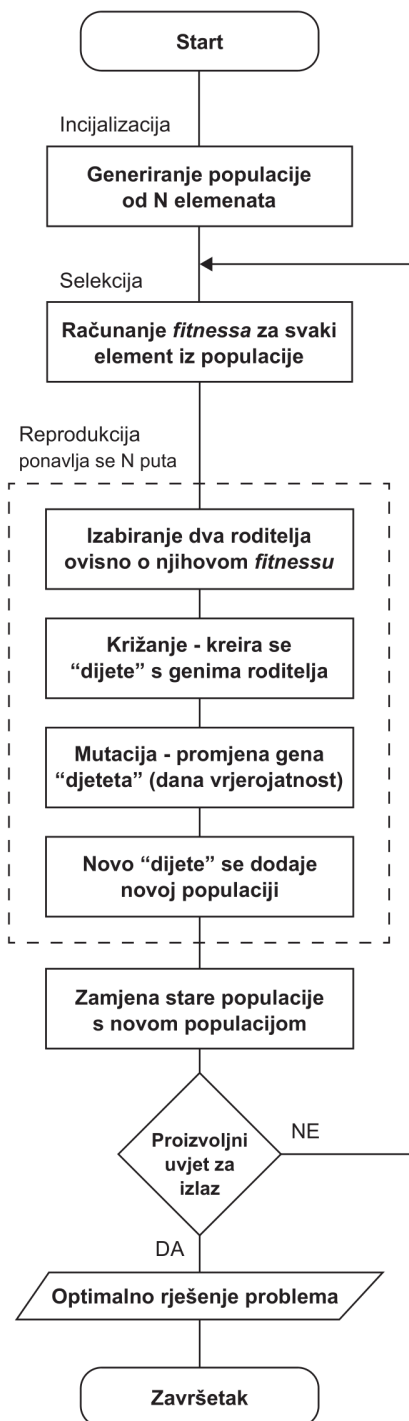 Start
Incijalizacija
Generiranje populacije
od N elemenata
Selekcija
Računanje fitnessa za svaki
element iz populacije
Reprodukcija
ponavlja se N puta
Izabiranje dva roditelja
ovisno o njihovom fitnessu
Križanje - kreira se
“dijete” s genima roditelja
Mutacija - promjena gena
“djeteta” (dana vrjerojatnost)
Novo “dijete” se dodaje
novoj populaciji
Zamjena stare populacije
s novom populacijom
Proizvoljni
uvjet za
izlaz
NE
DA
Optimalno rješenje problema
Završetak